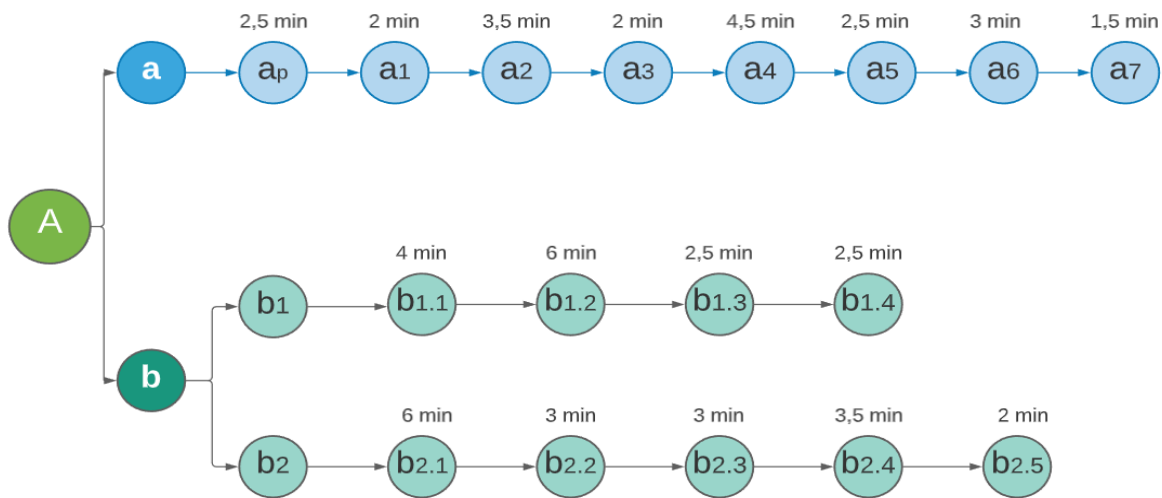 2,5 min 2 min 3,5 min 2 min 4,5 min 2,5 min 3 min 1,5 min
a ap a1 a2 a3 a4 a5 a6 a7
A
4 min 6 min 2,5 min 2,5 min
b1 b1.1 b1.2 b1.3 b1.4
b
6 min 3 min 3 min 3,5 min 2 min
b2 b2.1 b2.2 b2.3 b2.4 b2.5